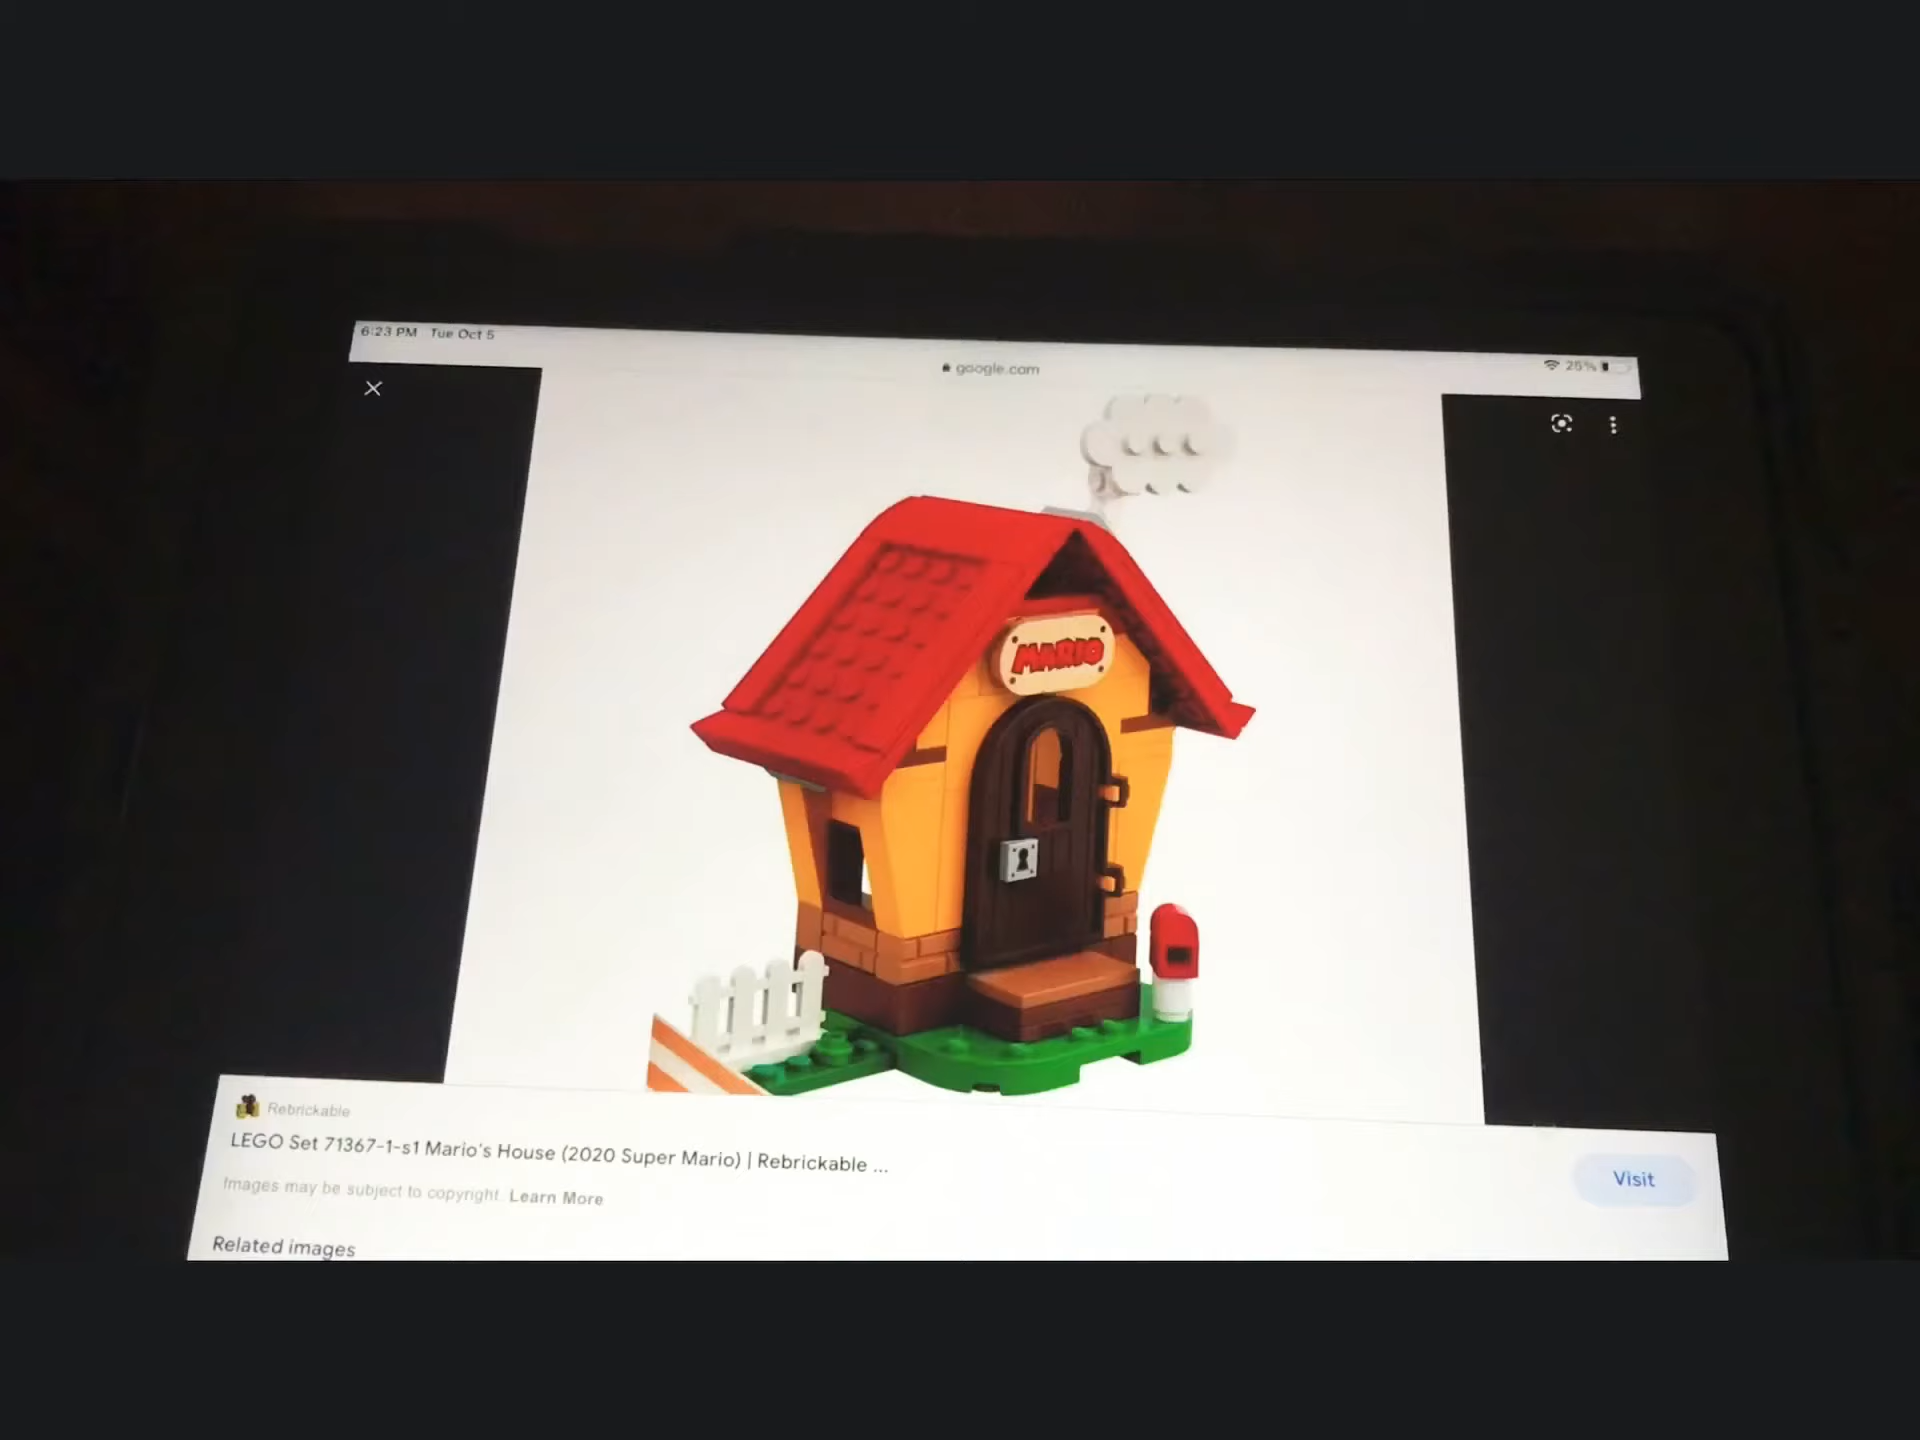 6:23 PM Tue Oct 5
google.com
25%
MARIO
Rebrickable
LEGO Set 71367-1-s1 Mario's House (2020 Super Mario) | Rebrickable ...
Images may be subject to copyright. Learn More
Visit
Related images